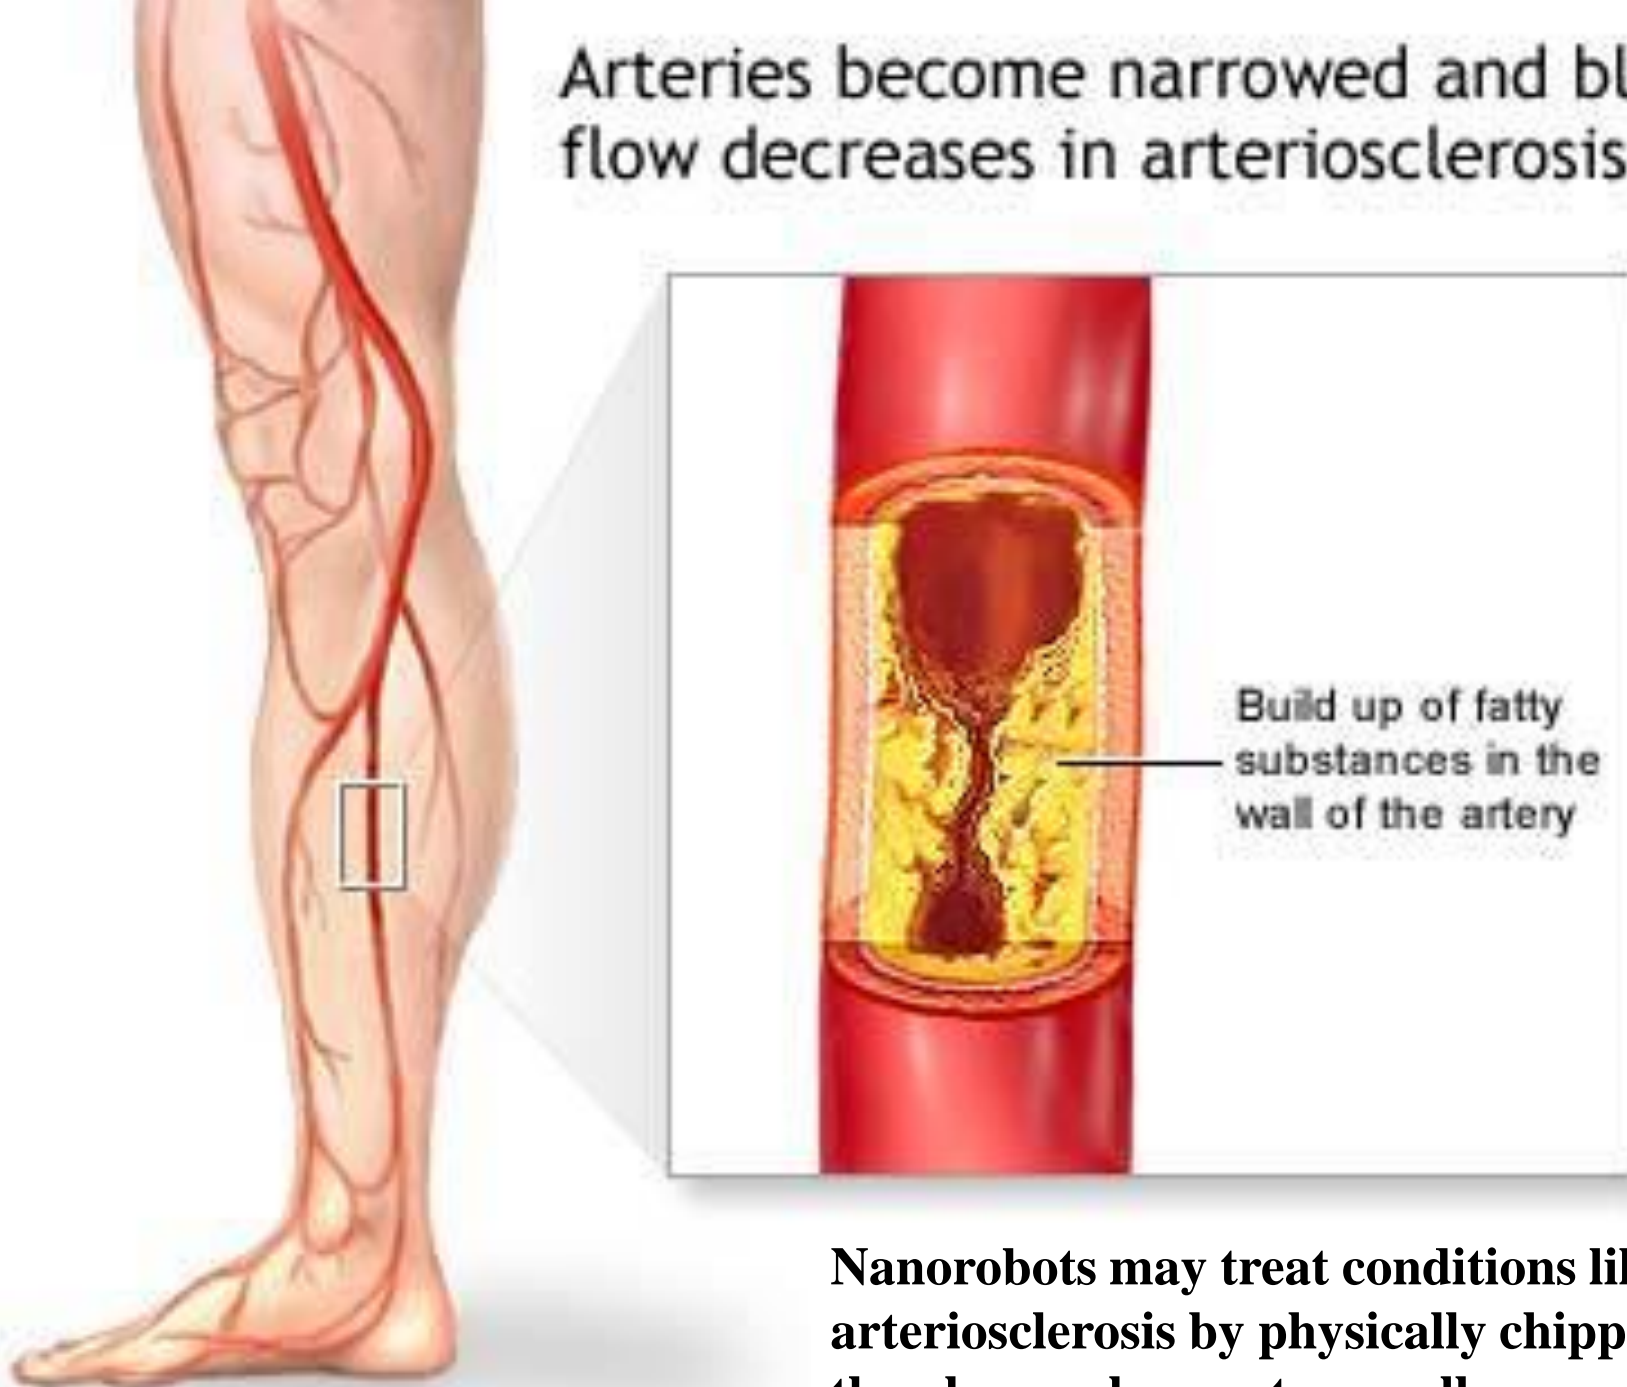 Arteries become narrowed and bl
flow decreases in arteriosclerosis
Build up of fatty
substances in the
wall of the artery
Nanorobots may treat conditions lik
arteriosclerosis by physically chipp